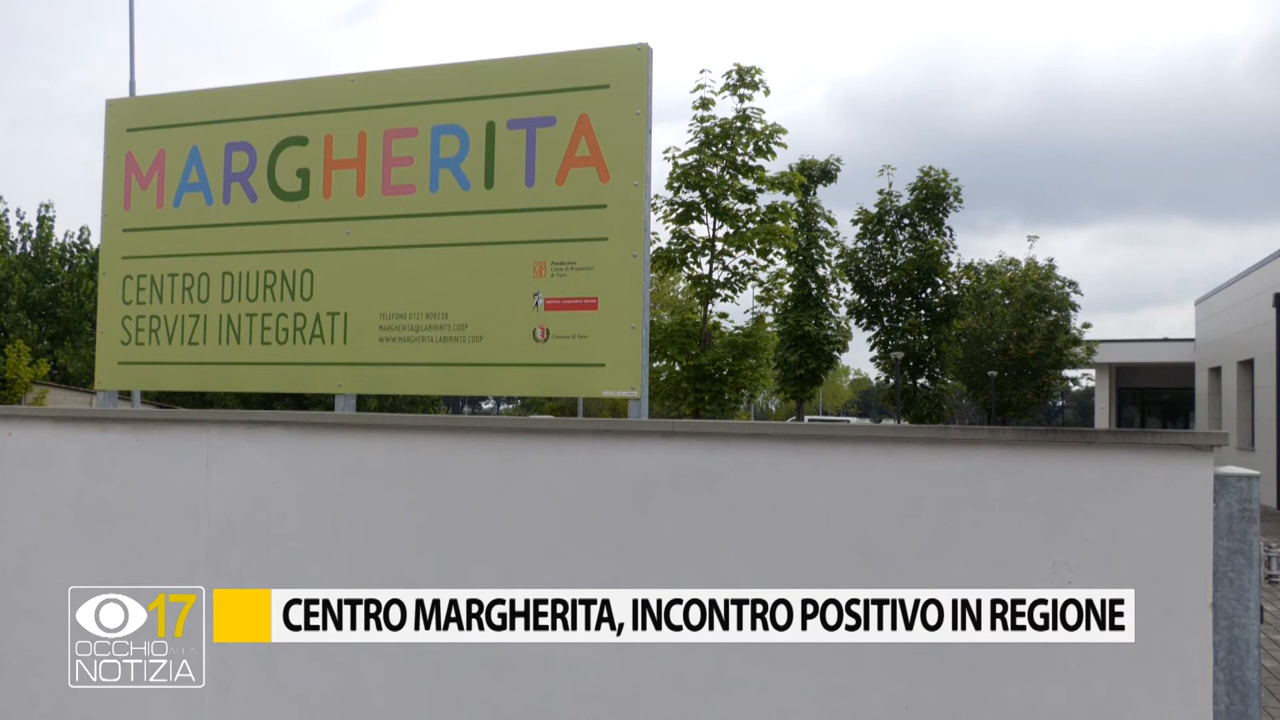 MARGHERITA
CENTRO DIURNO
SERVIZI INTEGRATI
TELEFONO 0721 809238
MARGHERITA@LABIRINTO.COOP
WWW.MARGHERITA.LABIRINTO.COOP
Fondazione
Cassa di Risparmio
di Fano
Comune di Fano
17
OCCHIO ALLA
NOTIZIA
CENTRO MARGHERITA, INCONTRO POSITIVO IN REGIONE